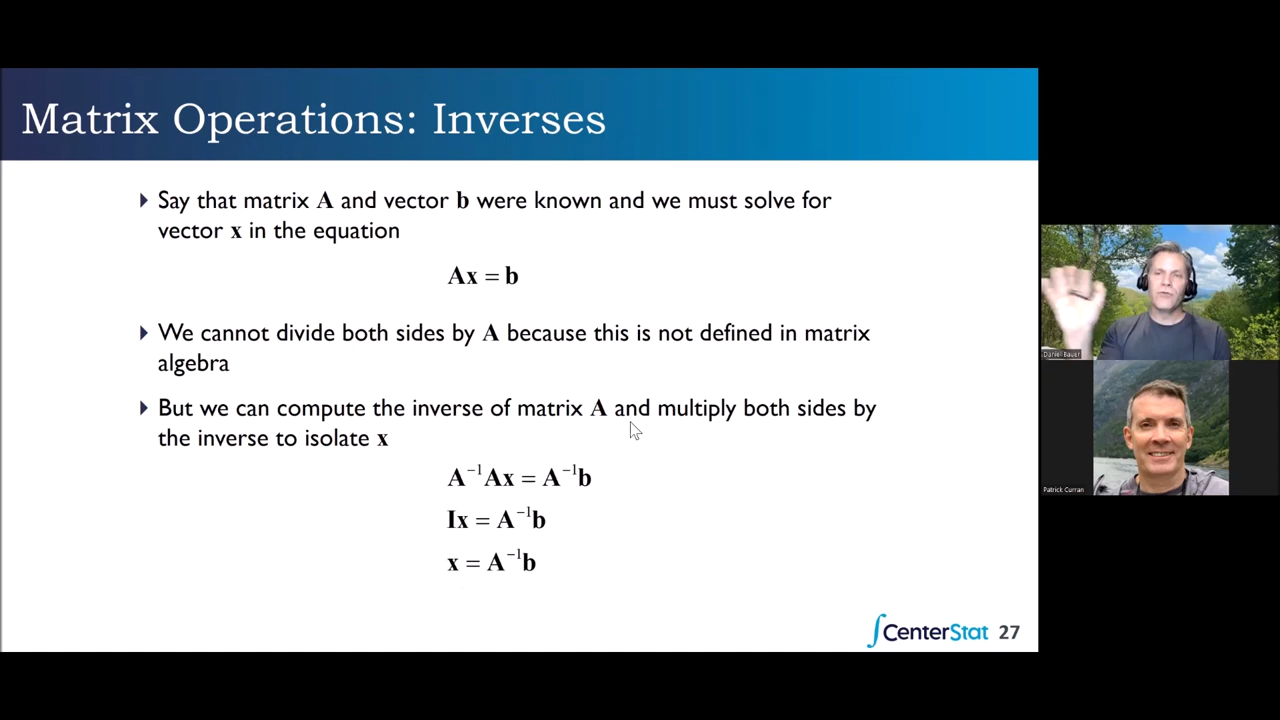 Matrix Operations: Inverses
Say that matrix A and vector b were known and we must solve for
vector x in the equation
Ax = b
We cannot divide both sides by A because this is not defined in matrix
algebra
But we can compute the inverse of matrix A and multiply both sides by
the inverse to isolate x
A⁻¹Ax = A⁻¹b
Ix = A⁻¹b
x = A⁻¹b
CenterStat 27
Daniel Bauer
Patrick Curran